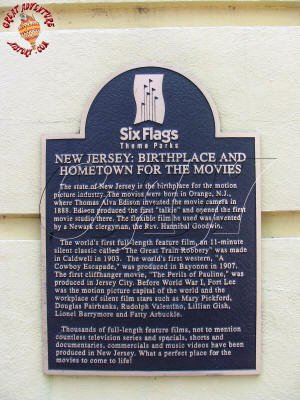 GREAT ADVENTURE
Six Flags
Theme Parks
NEW JERSEY: BIRTHPLACE AND
HOMETOWN FOR THE MOVIES
The state of New Jersey is the birthplace for the motion
picture industry. The movies were born in Orange, N.J.,
where Thomas Alva Edison invented the movie camera in
1888. Edison produced the first "talkie" and opened the first
movie studio there. The flexible film he used was invented
by a Newark clergyman, the Rev. Hannibal Goodwin.
The world's first full-length feature film, an 11-minute
silent classic called "The Great Train Robbery" was made
in Caldwell in 1903. The world's first western, "A
Cowboy Escapade," was produced in Bayonne in 1907.
The first cliffhanger movie, "The Perils of Pauline," was
produced in Jersey City. Before World War I, Fort Lee
was the motion picture capital of the world and the
workplace of silent film stars such as Mary Pickford,
Douglas Fairbanks, Rudolph Valentino, Lillian Gish,
Lionel Barrymore and Fatty Arbuckle.
Thousands of full-length feature films, not to mention
countless television series and specials, shorts and
documentaries, commercials and music videos have been
produced in New Jersey. What a perfect place for the
movies to come to life!